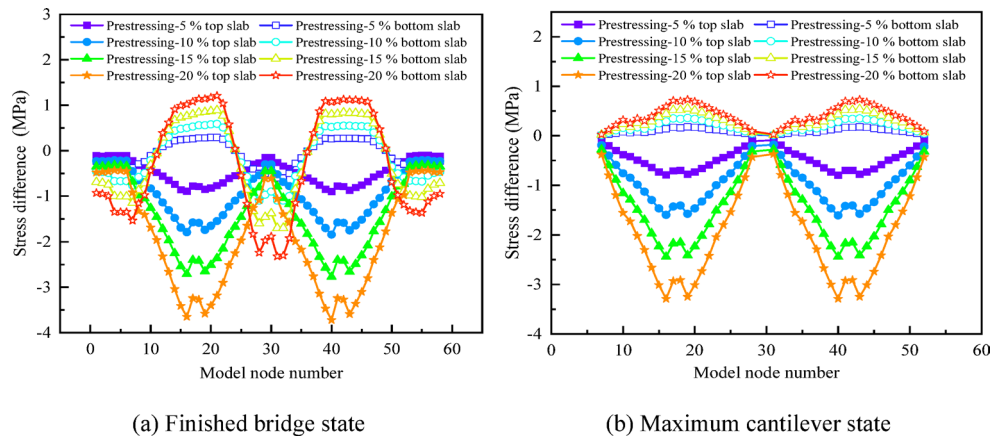 Prestressing-5 % top slab Prestressing-5 % bottom slab
Prestressing-10 % top slab Prestressing-10 % bottom slab
Prestressing-15 % top slab Prestressing-15 % bottom slab
Prestressing-20 % top slab Prestressing-20 % bottom slab
Stress difference (MPa)
3
2
1
0
-1
-2
-3
-4
0 10 20 30 40 50 60
Model node number
(a) Finished bridge state
Prestressing-5 % top slab Prestressing-5 % bottom slab
Prestressing-10 % top slab Prestressing-10 % bottom slab
Prestressing-15 % top slab Prestressing-15 % bottom slab
Prestressing-20 % top slab Prestressing-20 % bottom slab
Stress difference (MPa)
2
1
0
-1
-2
-3
-4
0 10 20 30 40 50 60
Model node number
(b) Maximum cantilever state